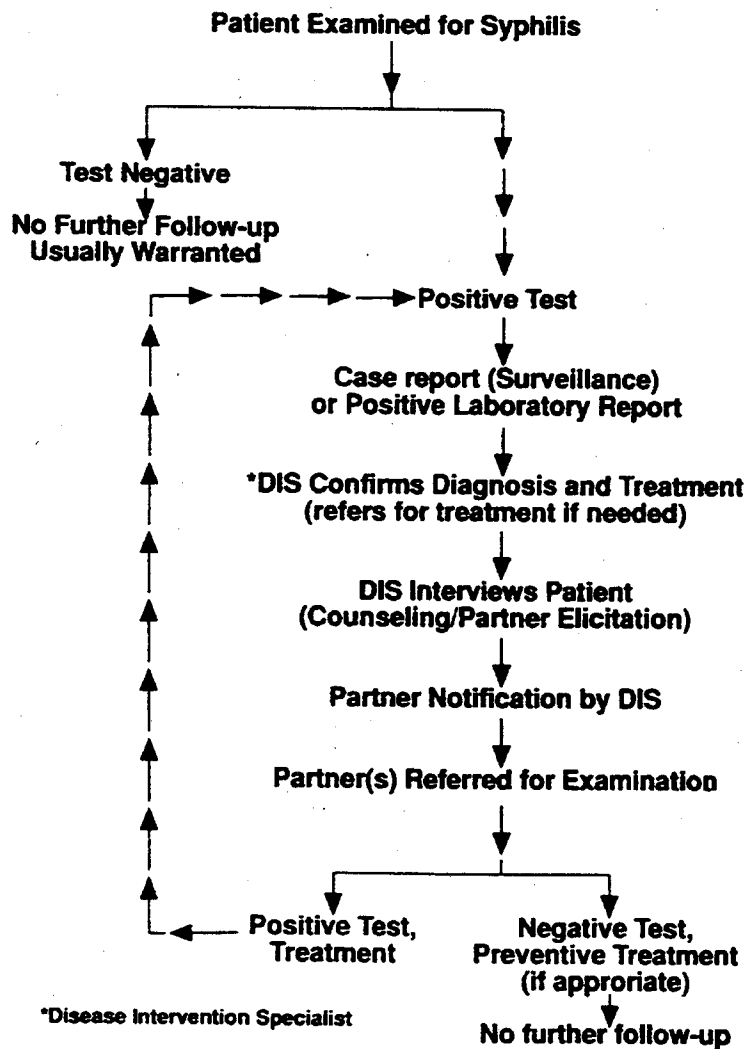 Patient Examined for Syphilis
Test Negative
No Further Follow-up
Usually Warranted
Positive Test
Case report (Surveillance)
or Positive Laboratory Report
*DIS Confirms Diagnosis and Treatment
(refers for treatment if needed)
DIS Interviews Patient
(Counseling/Partner Elicitation)
Partner Notification by DIS
Partner(s) Referred for Examination
Positive Test,
Treatment
Negative Test,
Preventive Treatment
(if approriate)
No further follow-up
*Disease Intervention Specialist